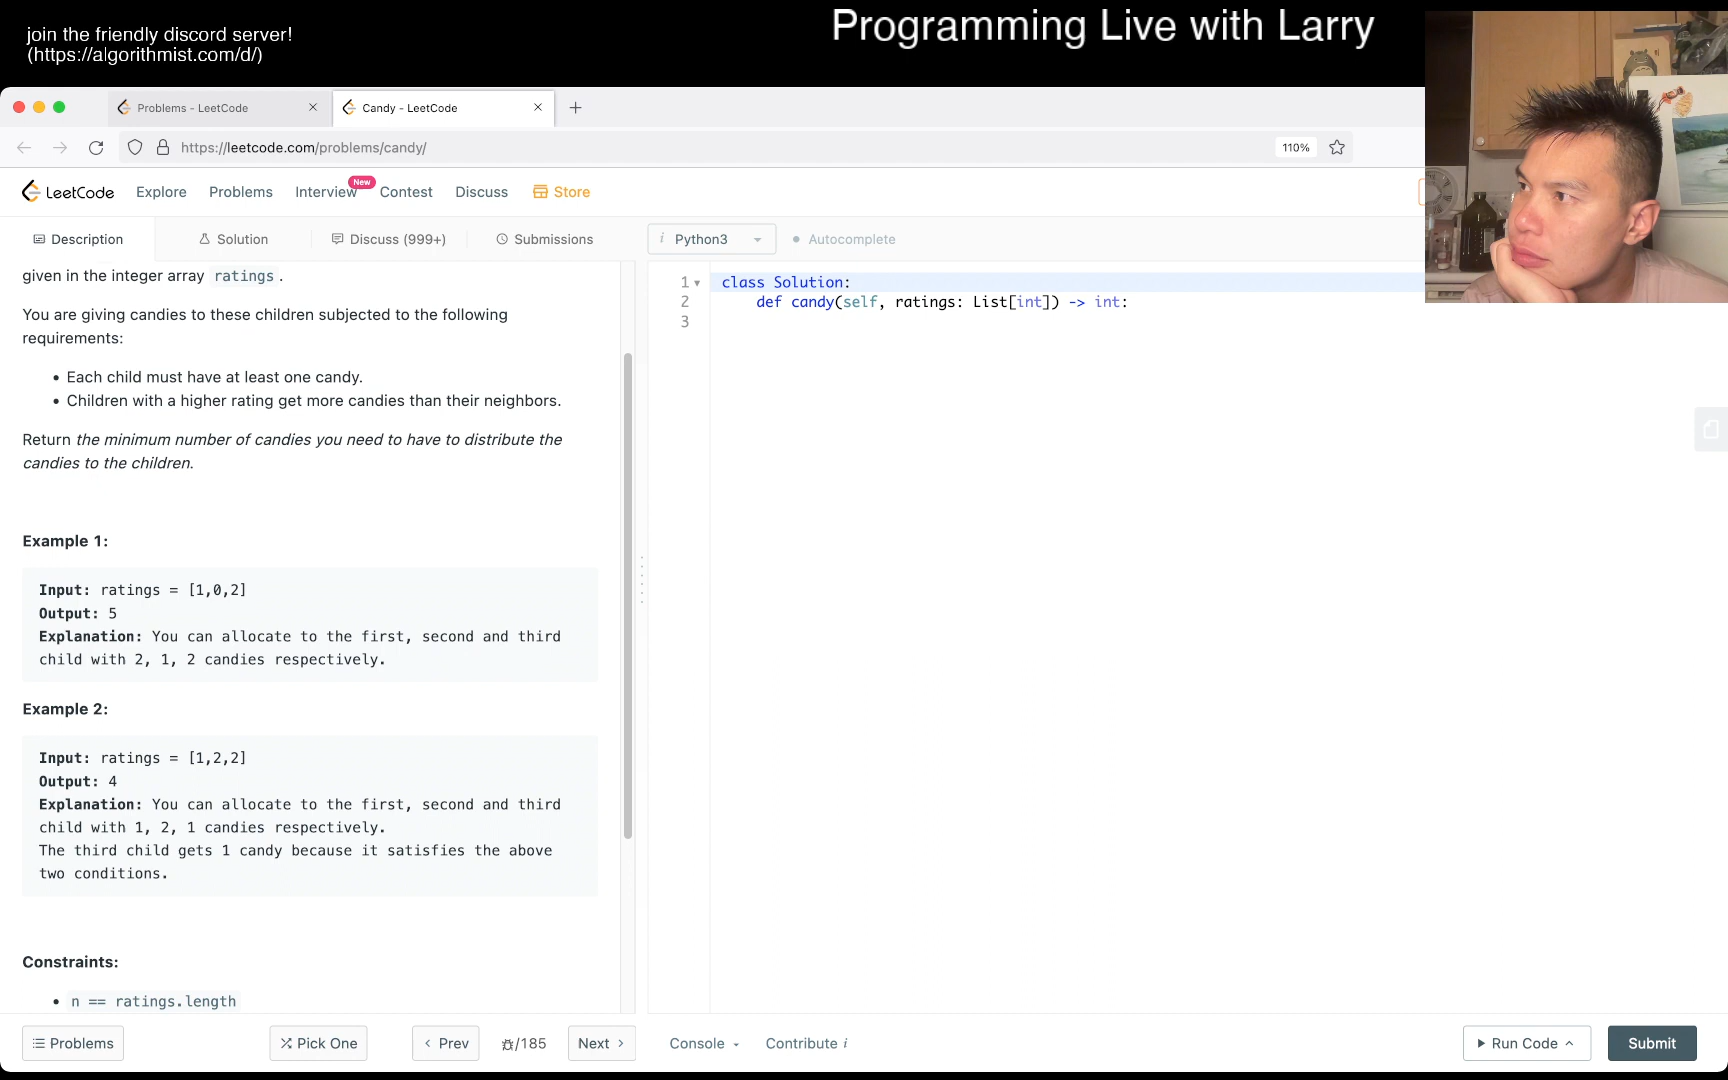 join the friendly discord server!
(https://algorithmist.com/d/)
Programming Live with Larry
Problems - LeetCode
Candy - LeetCode
https://leetcode.com/problems/candy/
110%
LeetCode
Explore
Problems
Interview
New
Contest
Discuss
Store
Description
Solution
Discuss (999+)
Submissions
i Python3
Autocomplete
given in the integer array ratings.
You are giving candies to these children subjected to the following
requirements:
• Each child must have at least one candy.
• Children with a higher rating get more candies than their neighbors.
Return the minimum number of candies you need to have to distribute the
candies to the children.
Example 1:
Input: ratings = [1,0,2]
Output: 5
Explanation: You can allocate to the first, second and third
child with 2, 1, 2 candies respectively.
Example 2:
Input: ratings = [1,2,2]
Output: 4
Explanation: You can allocate to the first, second and third
child with 1, 2, 1 candies respectively.
The third child gets 1 candy because it satisfies the above
two conditions.
Constraints:
• n == ratings.length
1 class Solution:
2 def candy(self, ratings: List[int]) -> int:
3
Problems
Pick One
Prev
/185
Next
Console
Contribute i
Run Code
Submit